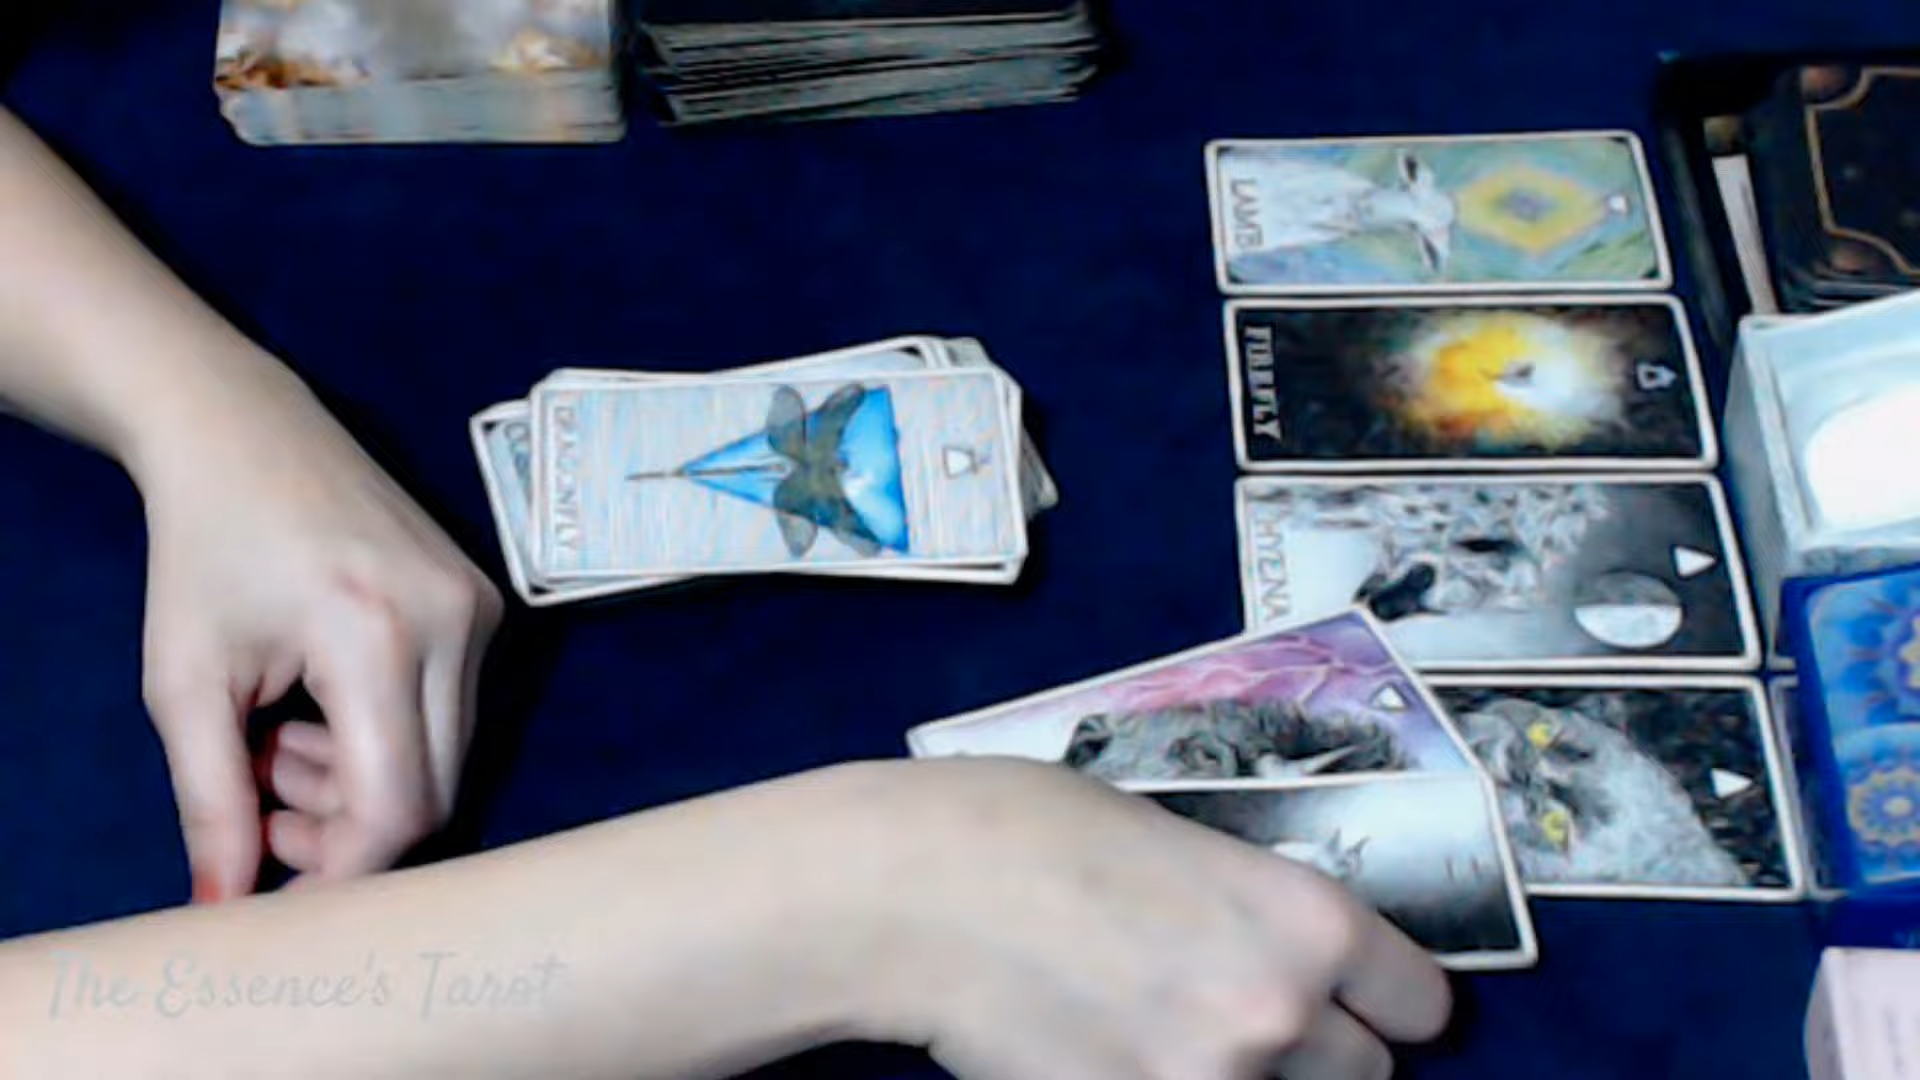 LAMB
FIREFLY
DRAGONFLY
HYENA
The Essence's Tarot